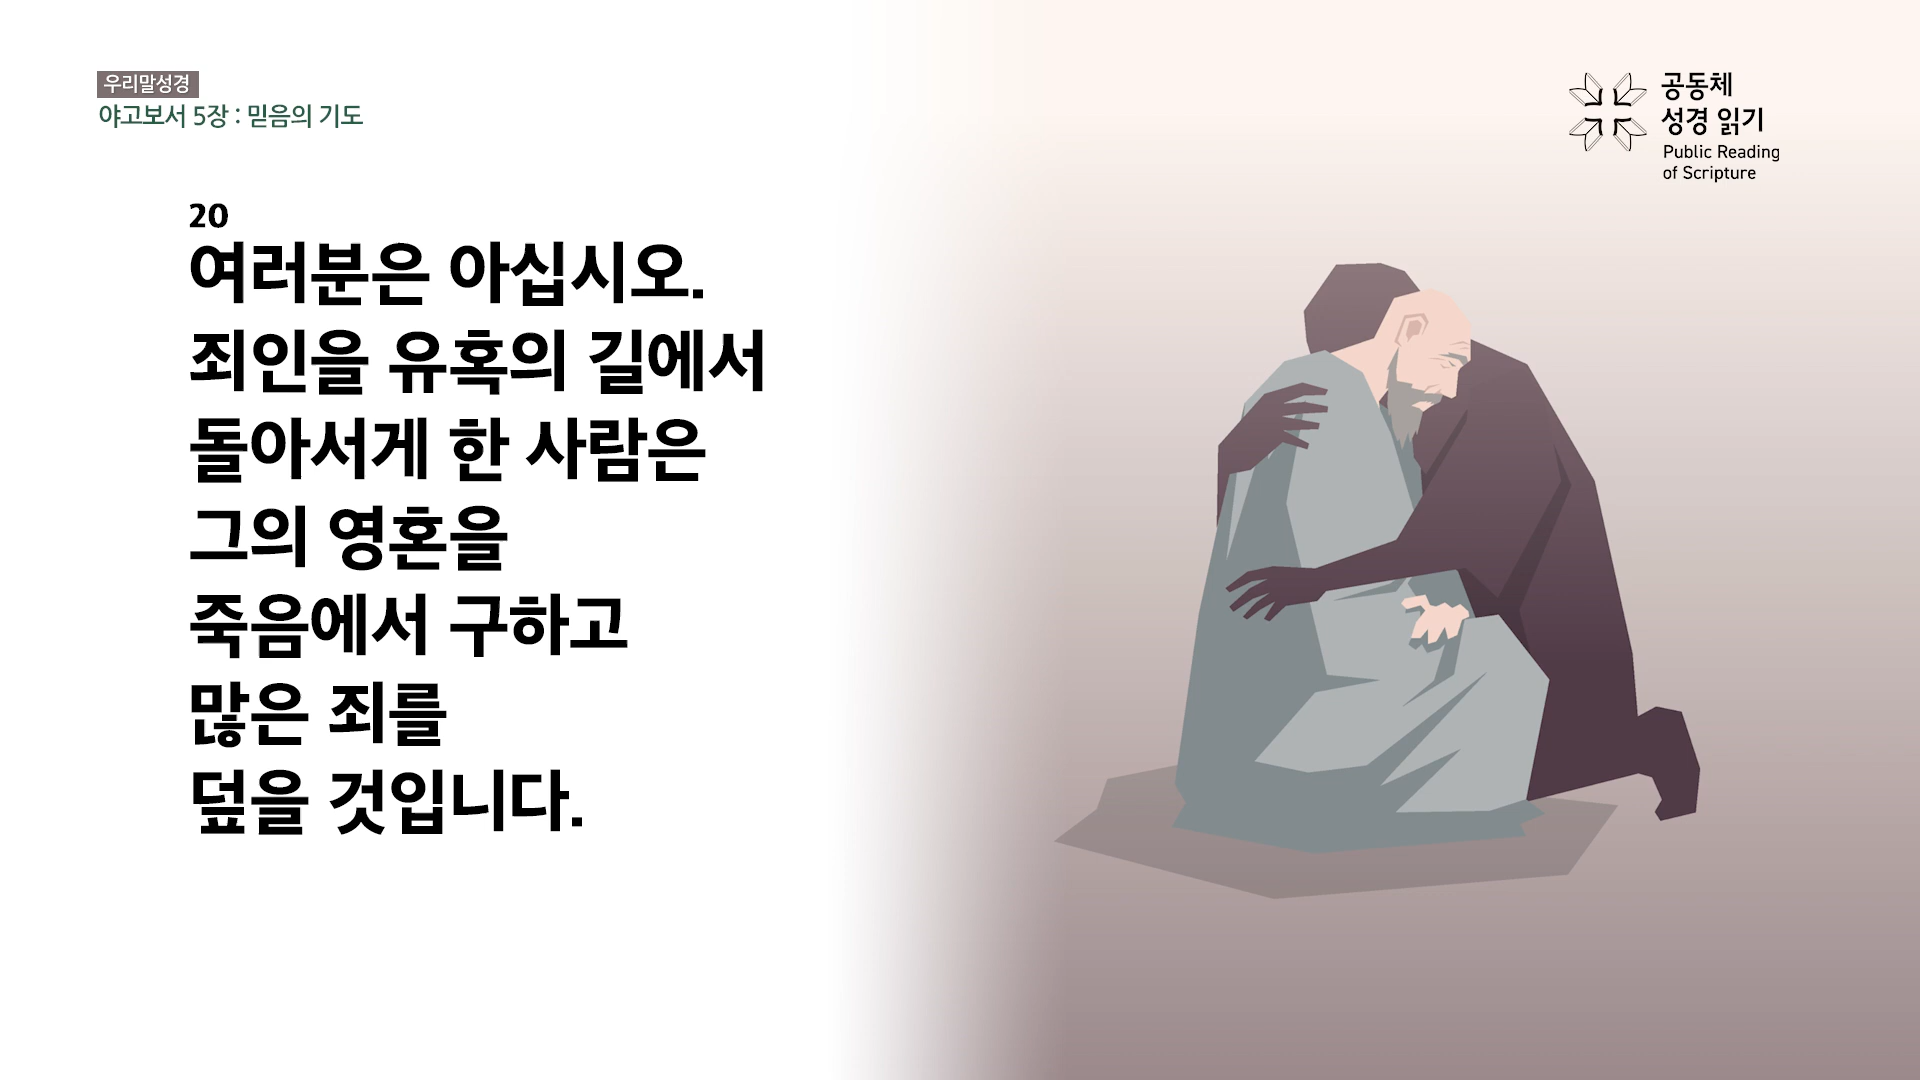 우리말성경
야고보서 5장 : 믿음의 기도
공동체
성경 읽기
Public Reading
of Scripture
20
여러분은 아십시오.
죄인을 유혹의 길에서
돌아서게 한 사람은
그의 영혼을
죽음에서 구하고
많은 죄를
덮을 것입니다.